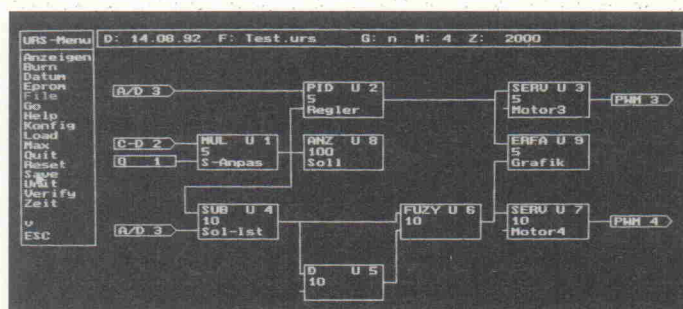 URS-Menu
D: 14.08.92 F: Test.urs G: n M: 4 Z: 2000
Anzeigen
Burn
Datum
Eprom
File
Go
Help
Konfig
Load
Max
Quit
Reset
Save
Unit
Verify
Zeit
v
ESC
A/D 3
PID U 2
5
Regler
SERV U 3
5
Motor3
PWM 3
C-D 2
Q 1
MUL U 1
5
S-Anpas
ANZ U 8
100
Soll
ERFA U 9
5
Grafik
A/D 3
SUB U 4
10
Sol-Ist
FUZY U 6
10
SERV U 7
10
Motor4
PWM 4
D U 5
10